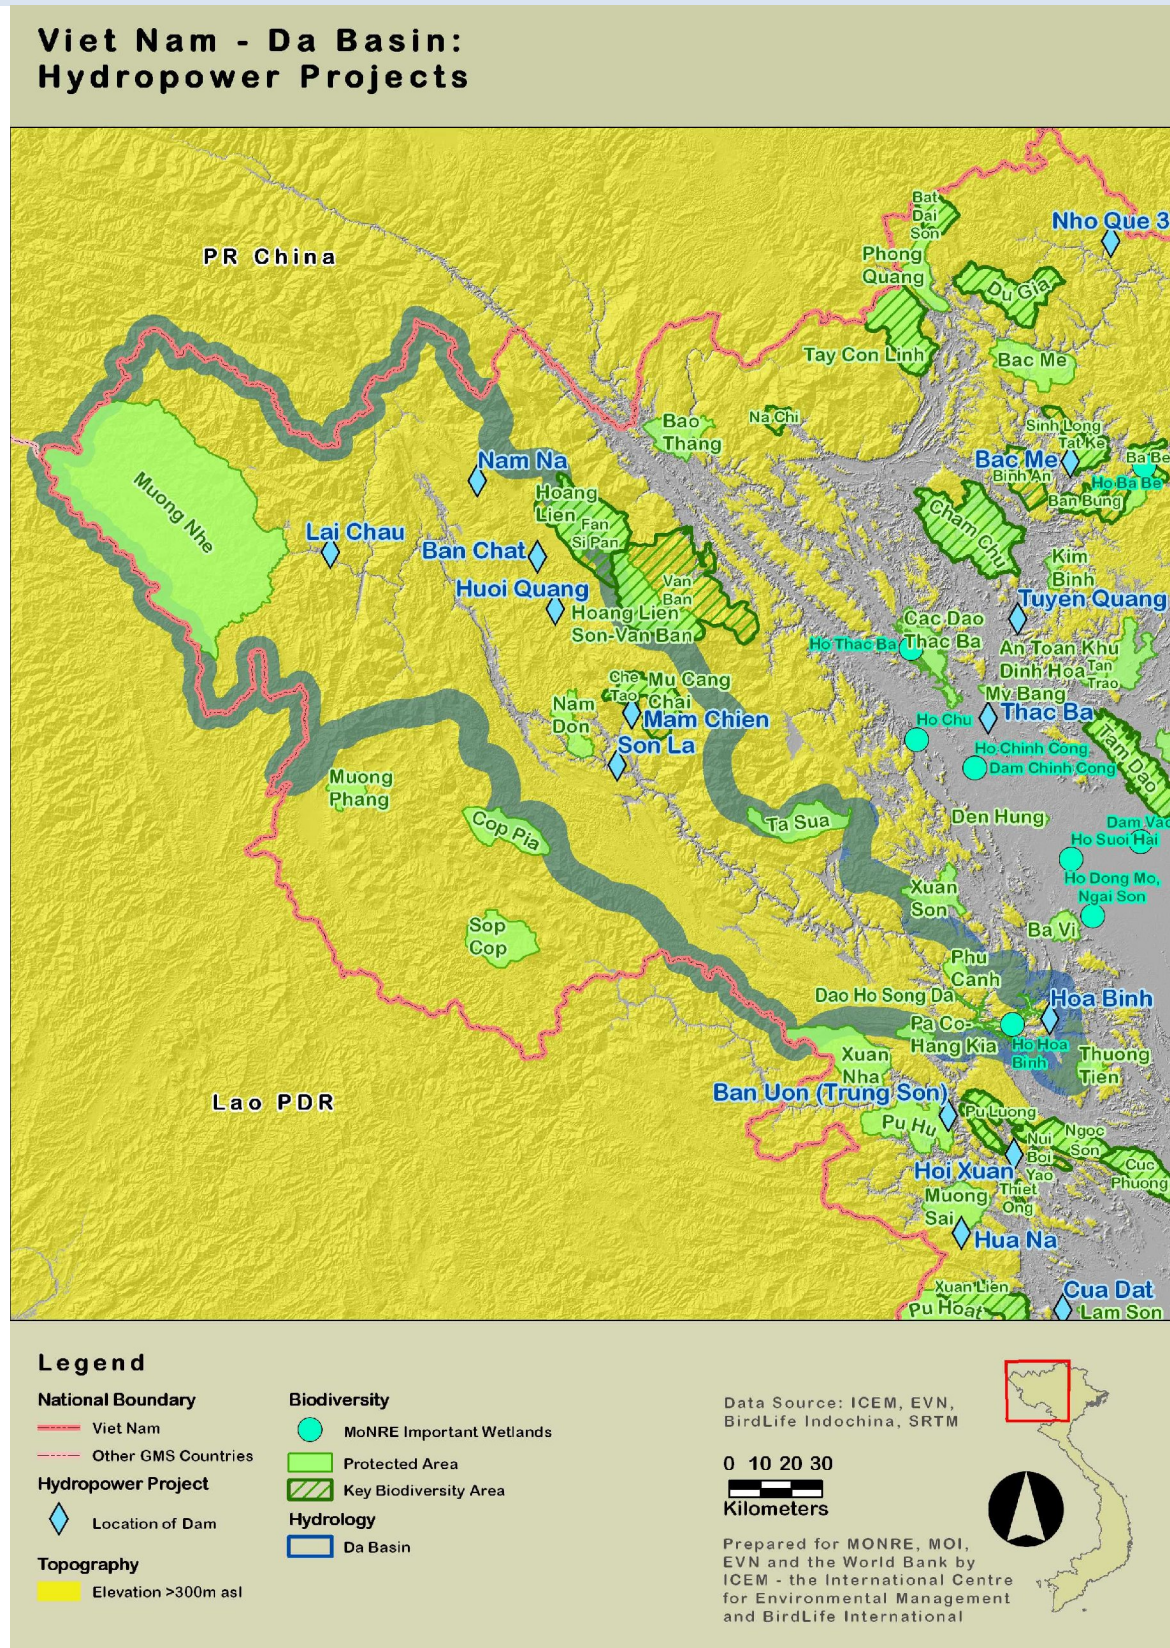 Viet Nam - Da Basin:
Hydropower Projects
PR China
Bat
Dai
Son
Nho Que 3
Phong
Quang
Du Gia
Tay Con Linh
Bac Me
Na Chi
Bao
Thang
Sinh Long
Tat Ke
Bac Me
Binh An
Ba Be
Ho Ba Be
Ban Bung
Nam Na
Muong Nhe
Hoang
Lien
Fan
Si Pan
Cham Chu
Lai Chau
Ban Chat
Kim
Binh
Huoi Quang
Van
Ban
Tuyen Quang
Hoang Lien
Son-Van Ban
Cac Dao
Thac Ba
Ho Thac Ba
An Toan Khu
Dinh Hoa
Tan
Trao
Che
Tao
Mu Cang
Chai
My Bang
Nam
Don
Mam Chien
Ho Chu
Thac Ba
Son La
Ho Chinh Cong
Dam Chinh Cong
Tam Dao
Muong
Phang
Cop Pia
Ta Sua
Den Hung
Dam Vac
Ho Suoi Hai
Ho Dong Mo,
Ngai Son
Xuan
Son
Sop
Cop
Ba Vi
Phu
Canh
Dao Ho Song Da
Hoa Binh
Pa Co-
Hang Kia
Ho Hoa
Binh
Xuan
Nha
Thuong
Tien
Ban Uon (Trung Son)
Lao PDR
Pu Luong
Pu Hu
Nui
Boi
Yao
Ngoc
Son
Cuc
Phuong
Hoi Xuan
Thiet
Ong
Muong
Sai
Hua Na
Xuan Lien
Pu Hoat
Cua Dat
Lam Son
Legend
National Boundary
Viet Nam
Other GMS Countries
Hydropower Project
Location of Dam
Topography
Elevation >300m asl
Biodiversity
MoNRE Important Wetlands
Protected Area
Key Biodiversity Area
Hydrology
Da Basin
Data Source: ICEM, EVN,
BirdLife Indochina, SRTM
0 10 20 30
Kilometers
Prepared for MONRE, MOI,
EVN and the World Bank by
ICEM - the International Centre
for Environmental Management
and BirdLife International